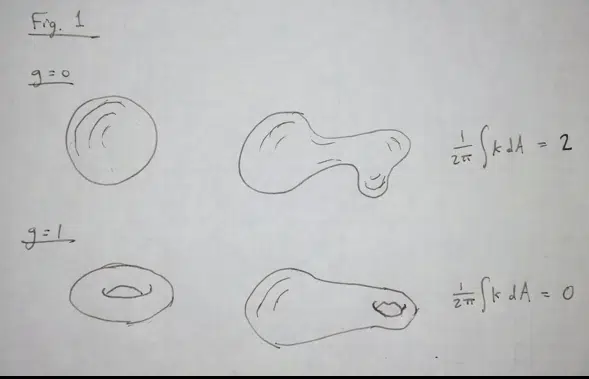 Fig. 1
g = 0
1/2π ∫ K dA = 2
g = 1
1/2π ∫ K dA = 0